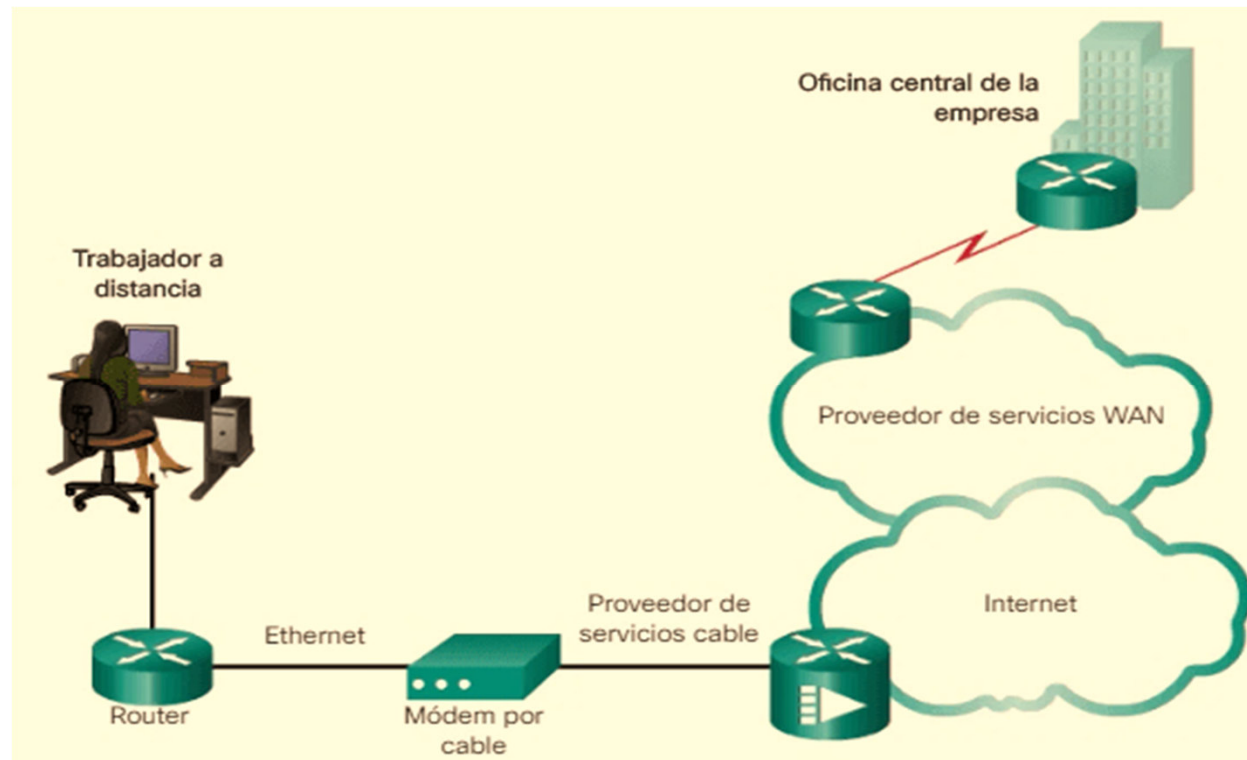 Oficina central de la
empresa
Trabajador a
distancia
Proveedor de servicios WAN
Proveedor de
servicios cable
Internet
Ethernet
Router
Módem por
cable